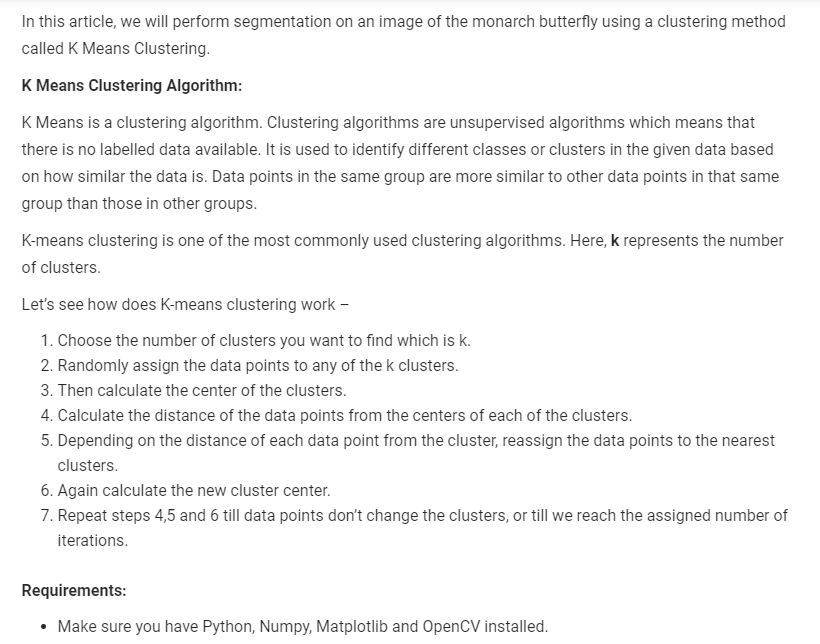 In this article, we will perform segmentation on an image of the monarch butterfly using a clustering method
called K Means Clustering.
K Means Clustering Algorithm:
K Means is a clustering algorithm. Clustering algorithms are unsupervised algorithms which means that
there is no labelled data available. It is used to identify different classes or clusters in the given data based
on how similar the data is. Data points in the same group are more similar to other data points in that same
group than those in other groups.
K-means clustering is one of the most commonly used clustering algorithms. Here, k represents the number
of clusters.
Let's see how does K-means clustering work –
1. Choose the number of clusters you want to find which is k.
2. Randomly assign the data points to any of the k clusters.
3. Then calculate the center of the clusters.
4. Calculate the distance of the data points from the centers of each of the clusters.
5. Depending on the distance of each data point from the cluster, reassign the data points to the nearest
clusters.
6. Again calculate the new cluster center.
7. Repeat steps 4,5 and 6 till data points don't change the clusters, or till we reach the assigned number of
iterations.
Requirements:
• Make sure you have Python, Numpy, Matplotlib and OpenCV installed.